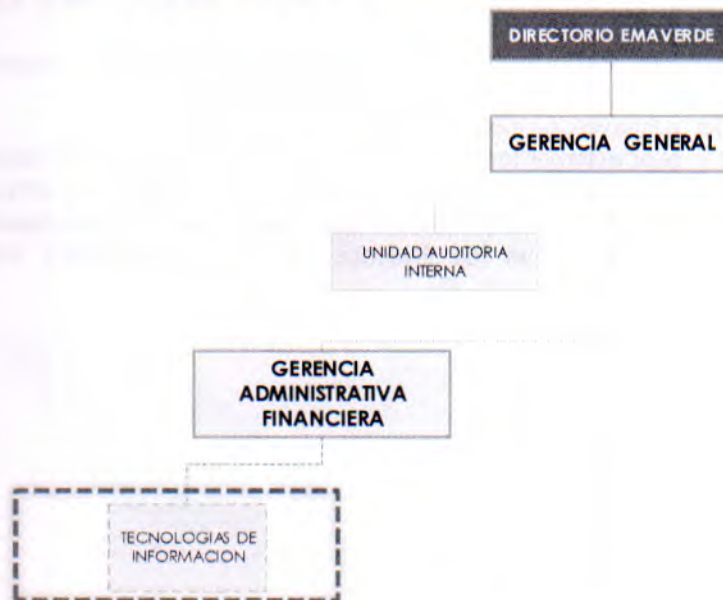 DIRECTORIO EMAVERDE
GERENCIA GENERAL
UNIDAD AUDITORIA
INTERNA
GERENCIA
ADMINISTRATIVA
FINANCIERA
TECNOLOGIAS DE
INFORMACION